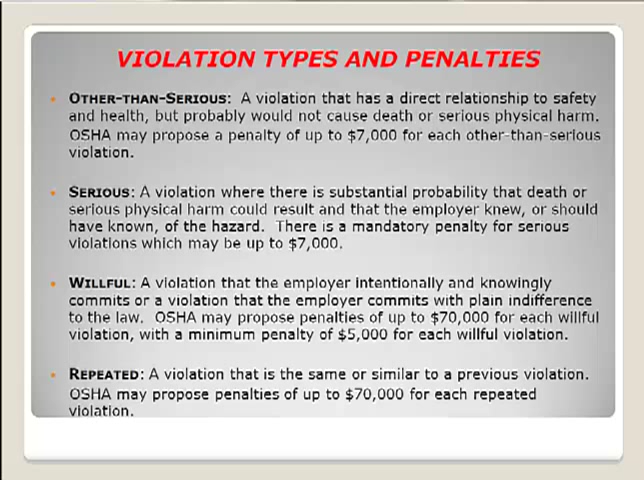 VIOLATION TYPES AND PENALTIES
• OTHER-THAN-SERIOUS: A violation that has a direct relationship to safety
and health, but probably would not cause death or serious physical harm.
OSHA may propose a penalty of up to $7,000 for each other-than-serious
violation.
• SERIOUS: A violation where there is substantial probability that death or
serious physical harm could result and that the employer knew, or should
have known, of the hazard. There is a mandatory penalty for serious
violations which may be up to $7,000.
• WILLFUL: A violation that the employer intentionally and knowingly
commits or a violation that the employer commits with plain indifference
to the law. OSHA may propose penalties of up to $70,000 for each willful
violation, with a minimum penalty of $5,000 for each willful violation.
• REPEATED: A violation that is the same or similar to a previous violation.
OSHA may propose penalties of up to $70,000 for each repeated
violation.